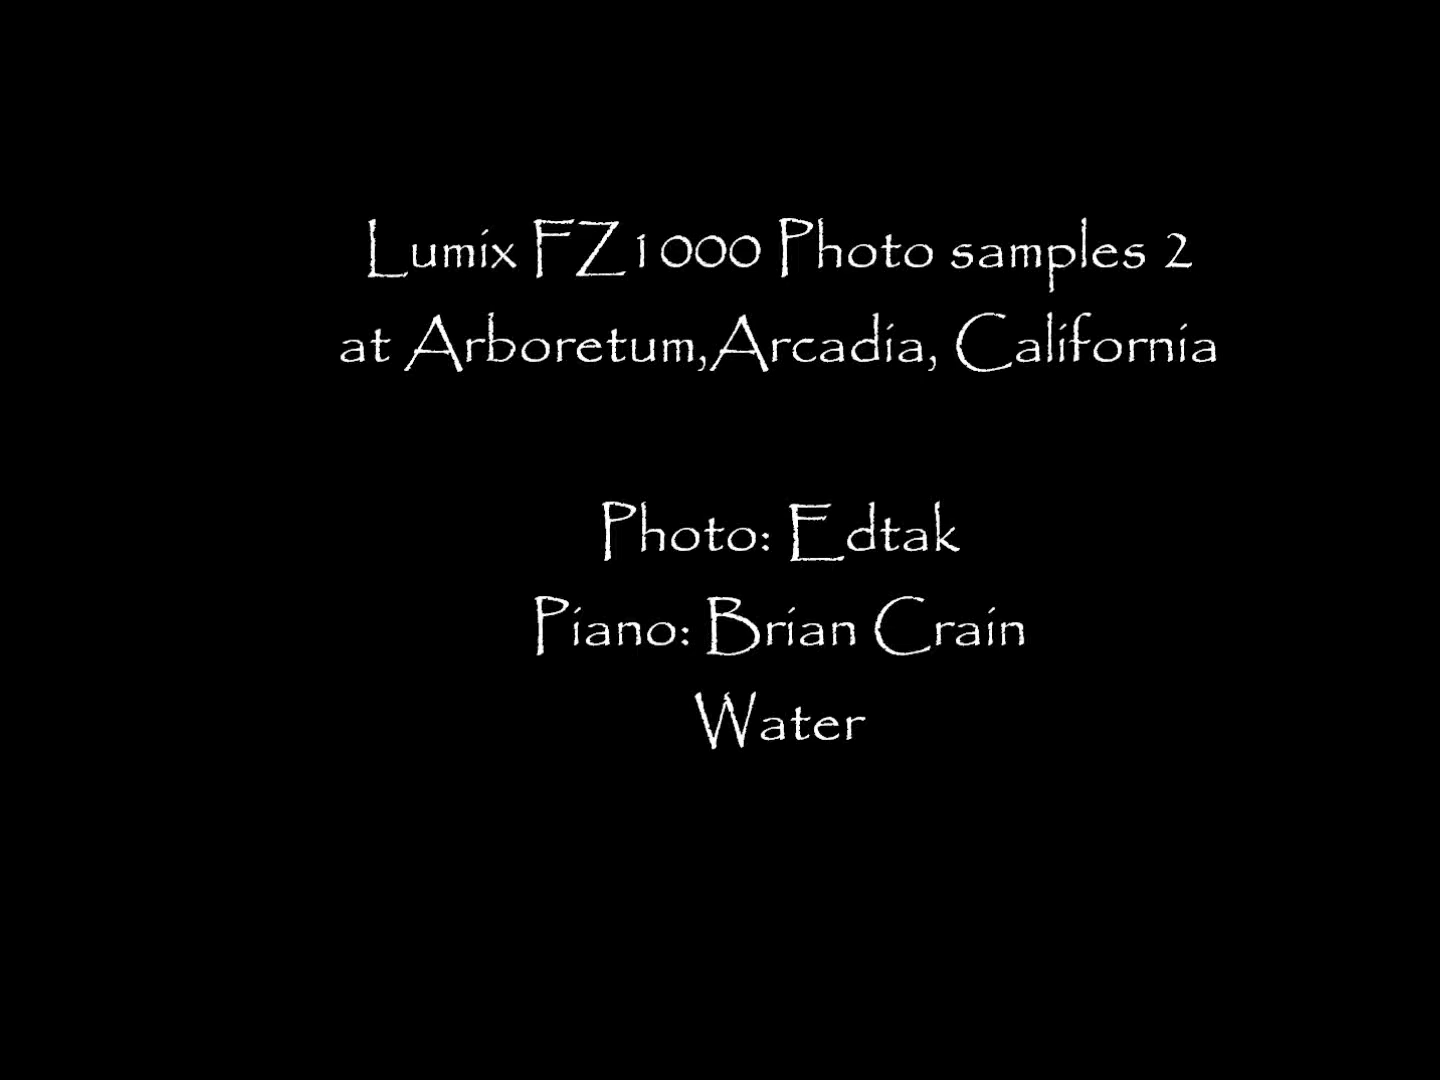 Lumix FZ1000 Photo samples 2
at Arboretum,Arcadia, California
Photo: Edtak
Piano: Brian Crain
Water